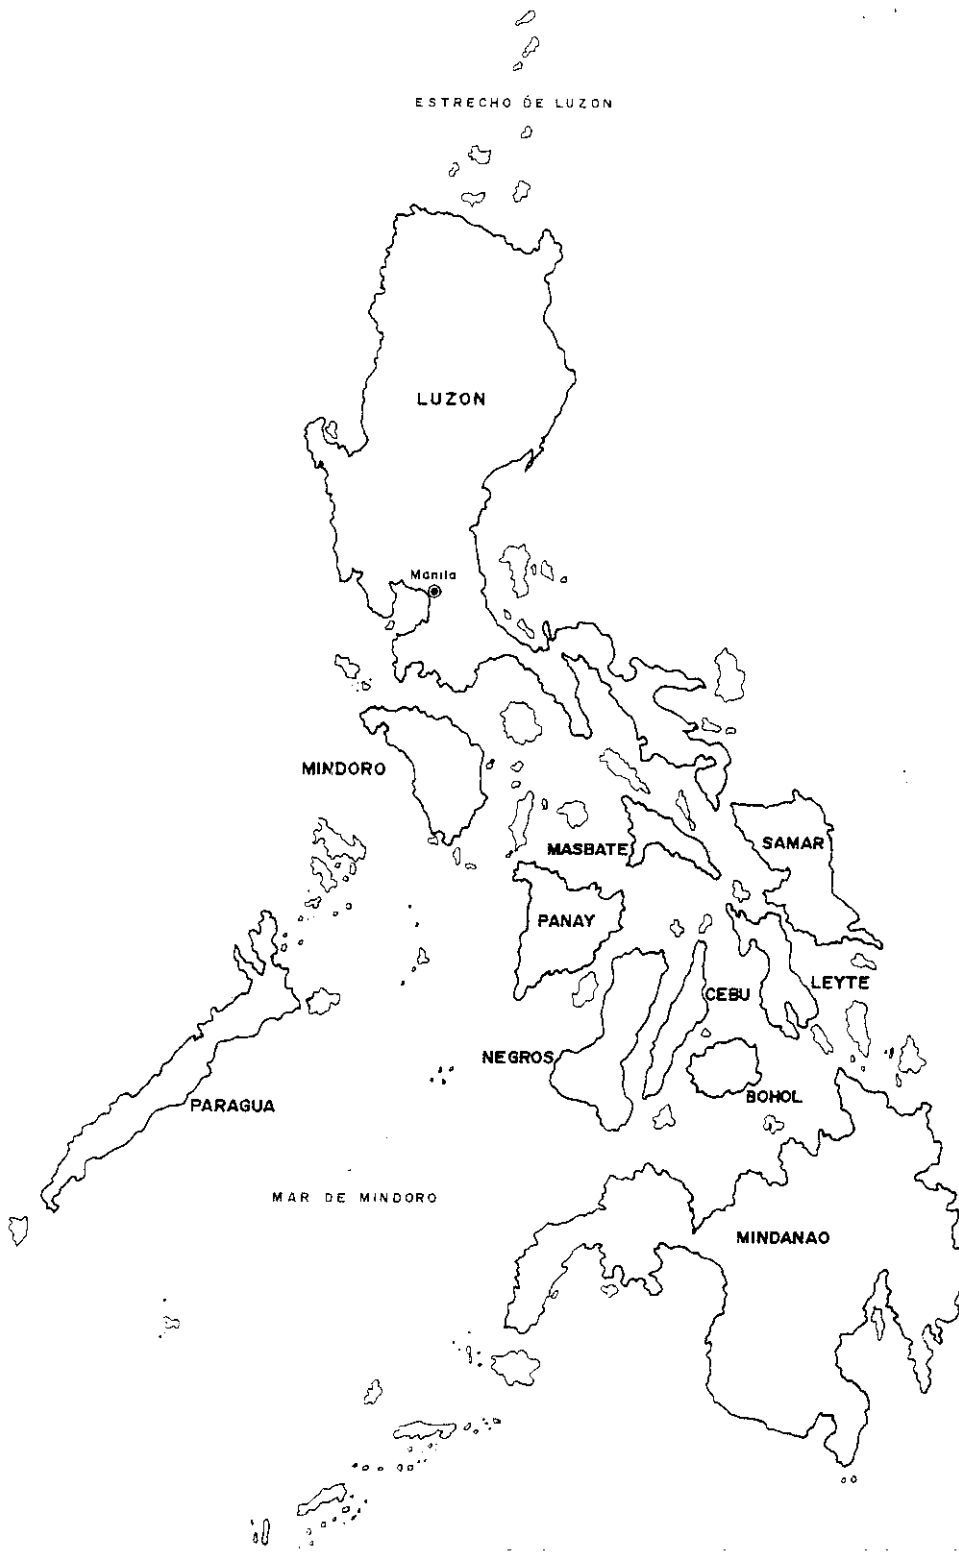 ESTRECHO DE LUZON
LUZON
Manila
MINDORO
MASBATE
SAMAR
PANAY
LEYTE
CEBU
NEGROS
BOHOL
PARAGUA
MAR DE MINDORO
MINDANAO